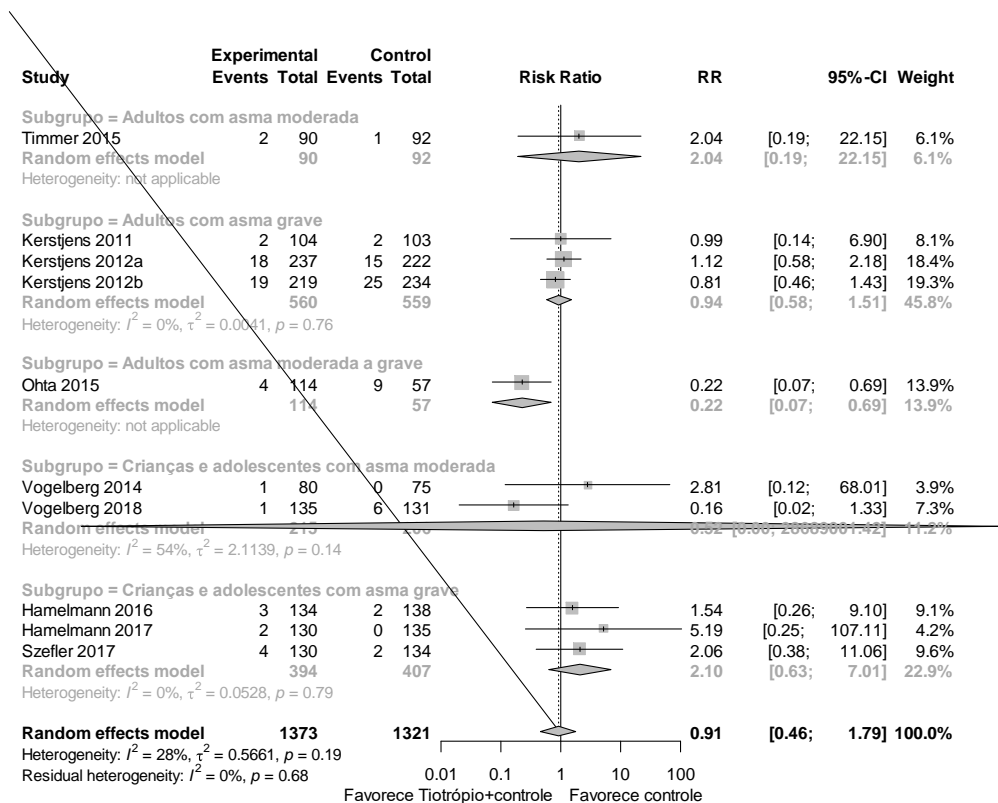 Experimental Control
Study Events Total Events Total Risk Ratio RR 95%-CI Weight
Subgrupo = Adultos com asma moderada
Timmer 2015 2 90 1 92 2.04 [0.19; 22.15] 6.1%
Random effects model 90 92 2.04 [0.19; 22.15] 6.1%
Heterogeneity: not applicable
Subgrupo = Adultos com asma grave
Kerstjens 2011 2 104 2 103 0.99 [0.14; 6.90] 8.1%
Kerstjens 2012a 18 237 15 222 1.12 [0.58; 2.18] 18.4%
Kerstjens 2012b 19 219 25 234 0.81 [0.46; 1.43] 19.3%
Random effects model 560 559 0.94 [0.58; 1.51] 45.8%
Heterogeneity: I² = 0%, τ² = 0.0041, p = 0.76
Subgrupo = Adultos com asma moderada a grave
Ohta 2015 4 114 9 57 0.22 [0.07; 0.69] 13.9%
Random effects model 114 57 0.22 [0.07; 0.69] 13.9%
Heterogeneity: not applicable
Subgrupo = Crianças e adolescentes com asma moderada
Vogelberg 2014 1 80 0 75 2.81 [0.12; 68.01] 3.9%
Vogelberg 2018 1 135 6 131 0.16 [0.02; 1.33] 7.3%
Random effects model 215 206 11.2%
Heterogeneity: I² = 54%, τ² = 2.1139, p = 0.14
Subgrupo = Crianças e adolescentes com asma grave
Hamelmann 2016 3 134 2 138 1.54 [0.26; 9.10] 9.1%
Hamelmann 2017 2 130 0 135 5.19 [0.25; 107.11] 4.2%
Szefler 2017 4 130 2 134 2.06 [0.38; 11.06] 9.6%
Random effects model 394 407 2.10 [0.63; 7.01] 22.9%
Heterogeneity: I² = 0%, τ² = 0.0528, p = 0.79
Random effects model 1373 1321 0.91 [0.46; 1.79] 100.0%
Heterogeneity: I² = 28%, τ² = 0.5661, p = 0.19
Residual heterogeneity: I² = 0%, p = 0.68
0.01 0.1 1 10 100
Favorece Tiotrópio+controle Favorece controle